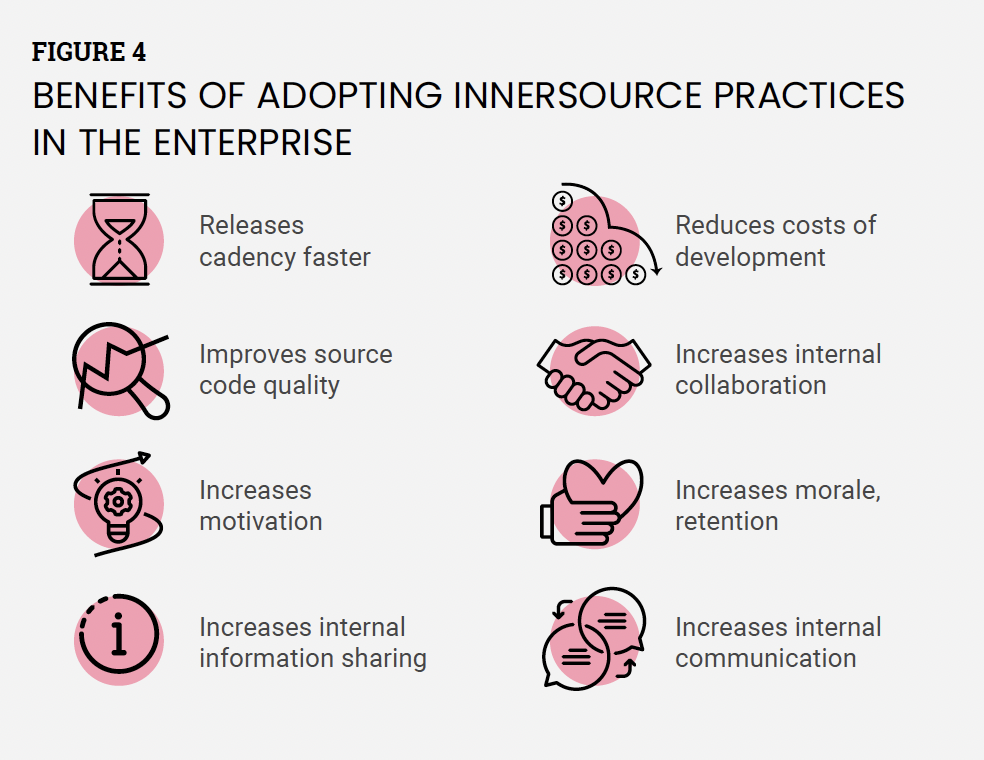 FIGURE 4
BENEFITS OF ADOPTING INNERSOURCE PRACTICES
IN THE ENTERPRISE
Releases
cadency faster
Reduces costs of
development
Improves source
code quality
Increases internal
collaboration
Increases
motivation
Increases morale,
retention
Increases internal
information sharing
Increases internal
communication